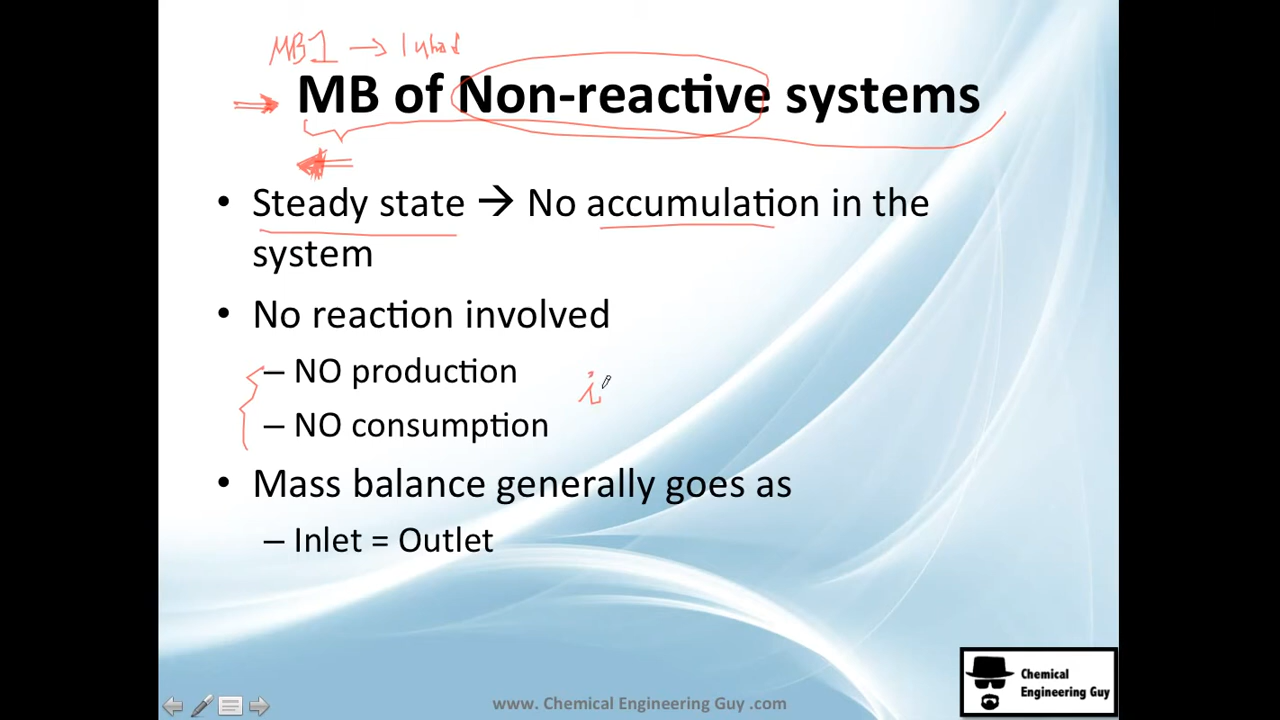 MB1 → 1
MB of Non-reactive systems
• Steady state → No accumulation in the
system
• No reaction involved
– NO production
– NO consumption
i
• Mass balance generally goes as
– Inlet = Outlet
Chemical
Engineering Guy
www. Chemical Engineering Guy .com